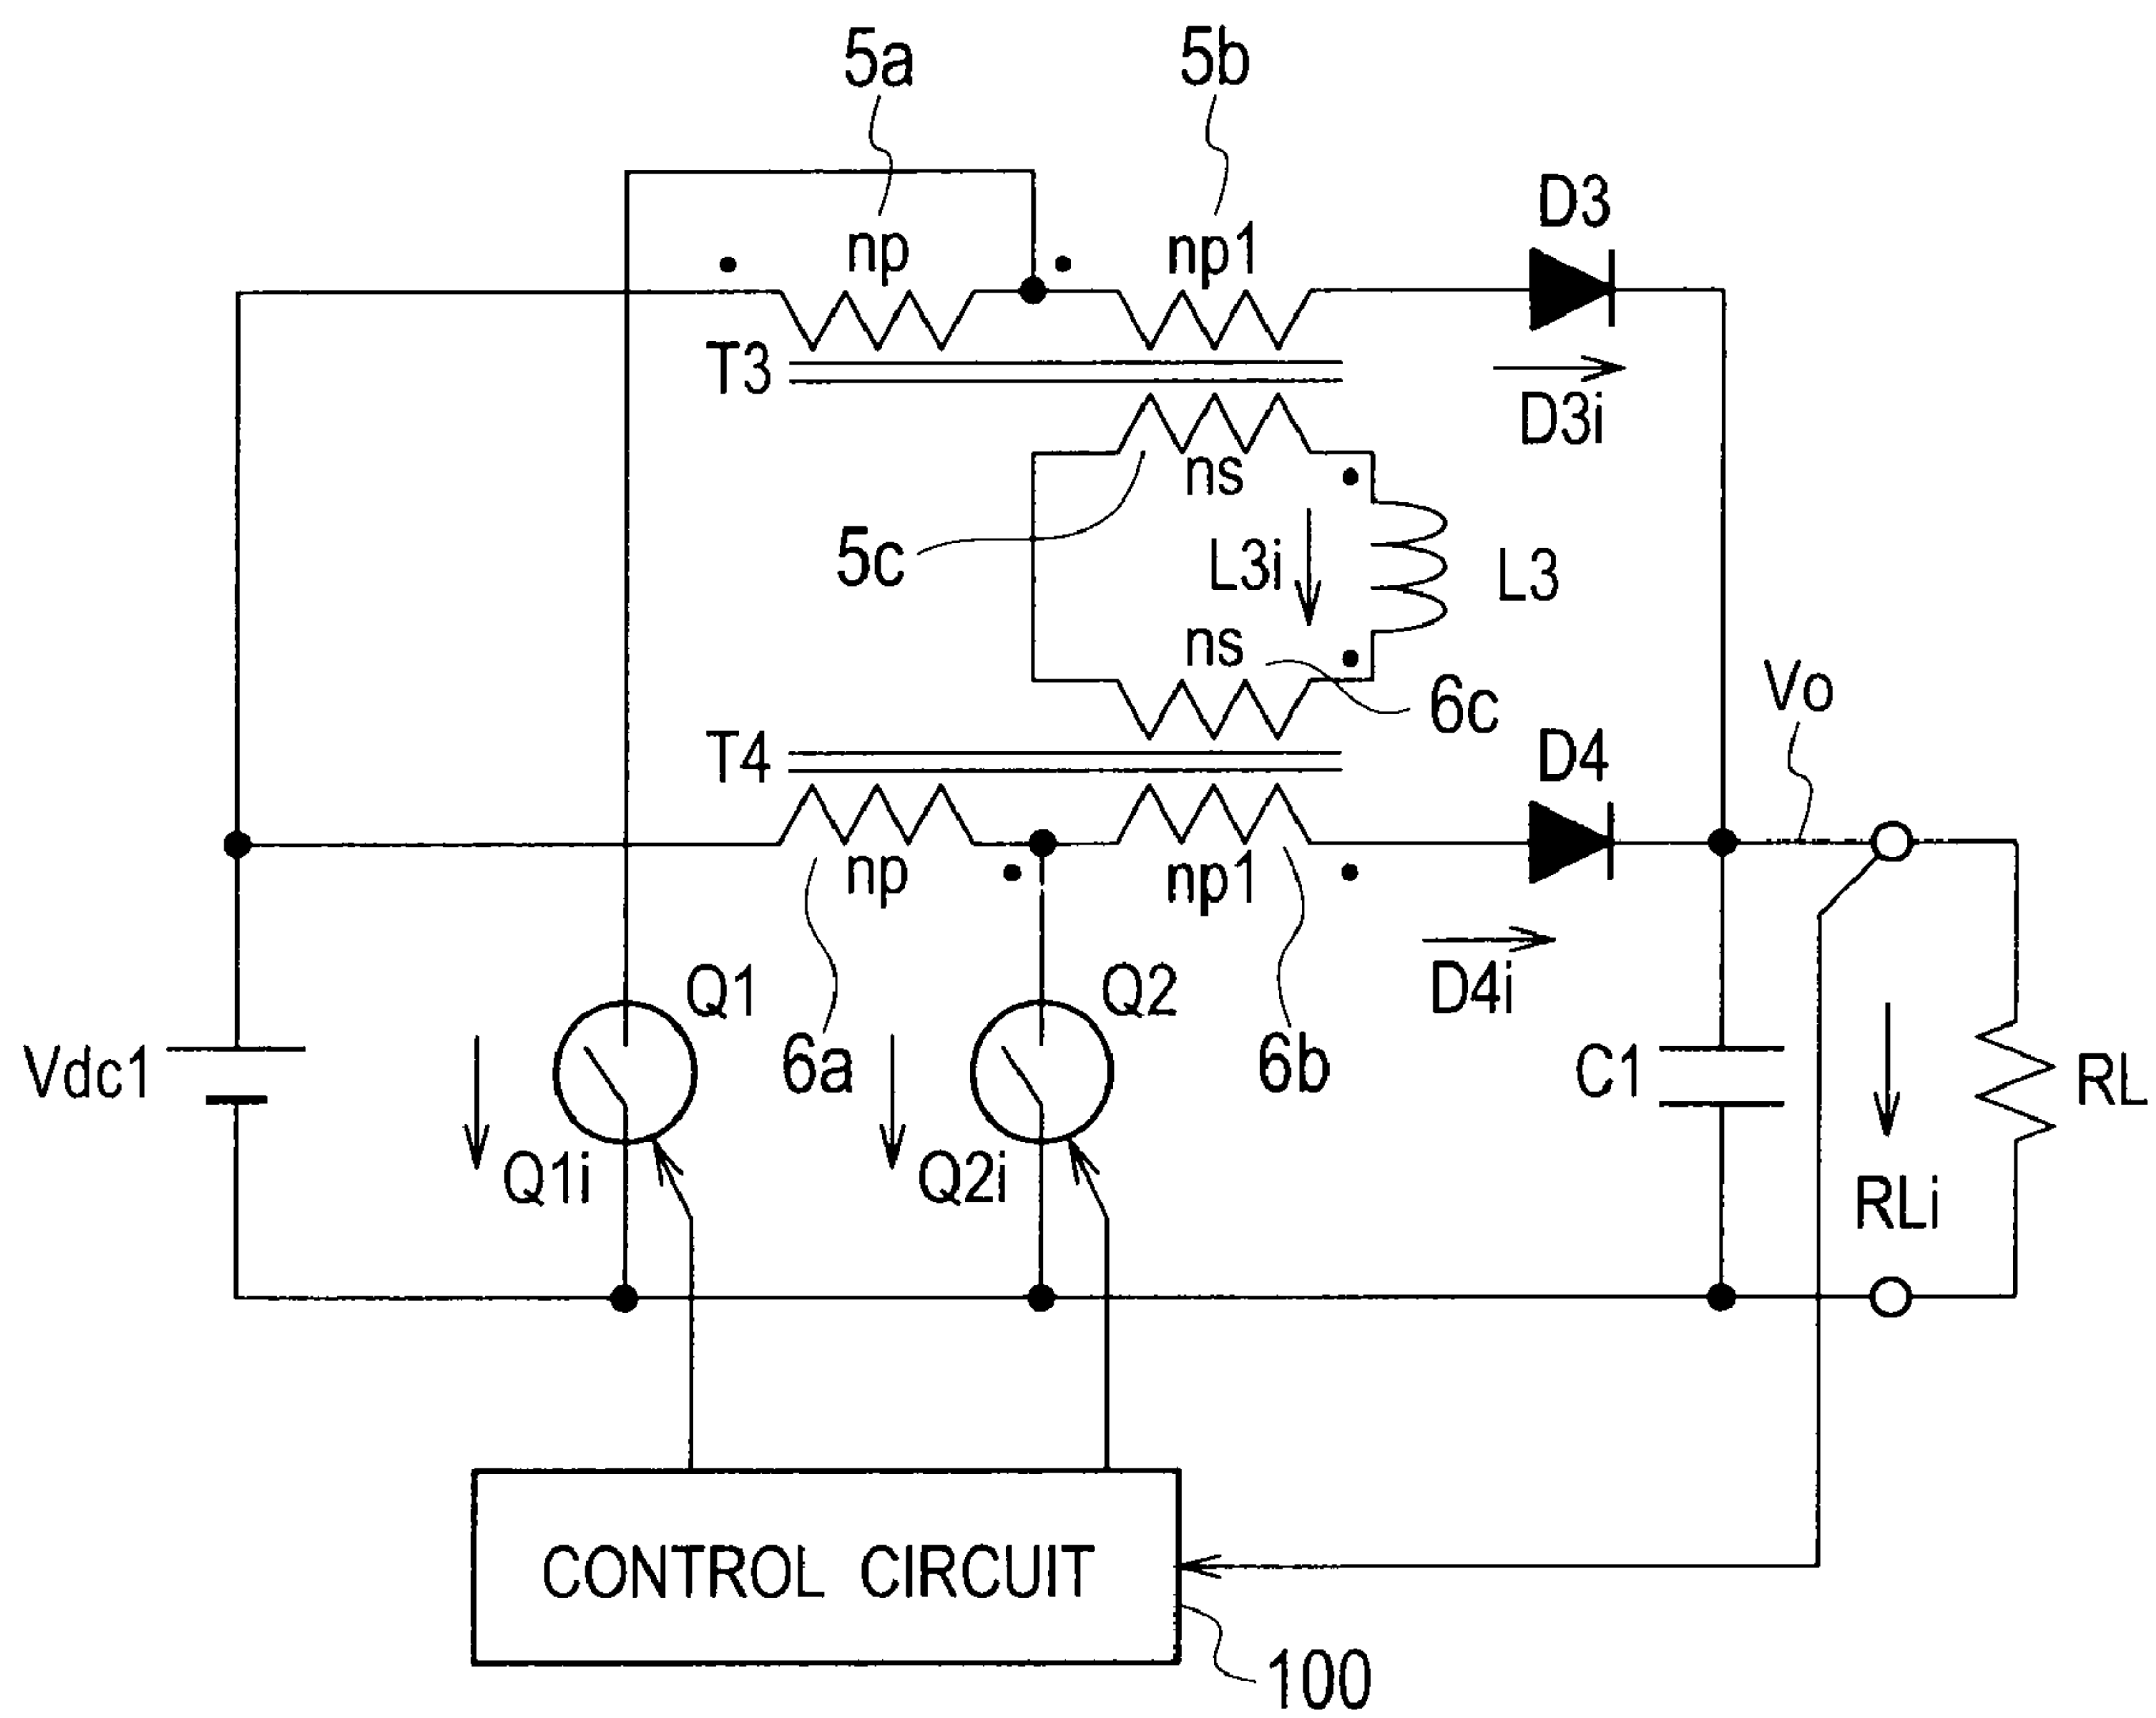 5a
5b
D3
np
np1
T3
D3i
ns
5c
L3i
L3
ns
6c
Vo
T4
D4
np
np1
Q1
Q2
D4i
Vdc1
6a
6b
C1
RL
Q1i
Q2i
RLi
CONTROL CIRCUIT
100